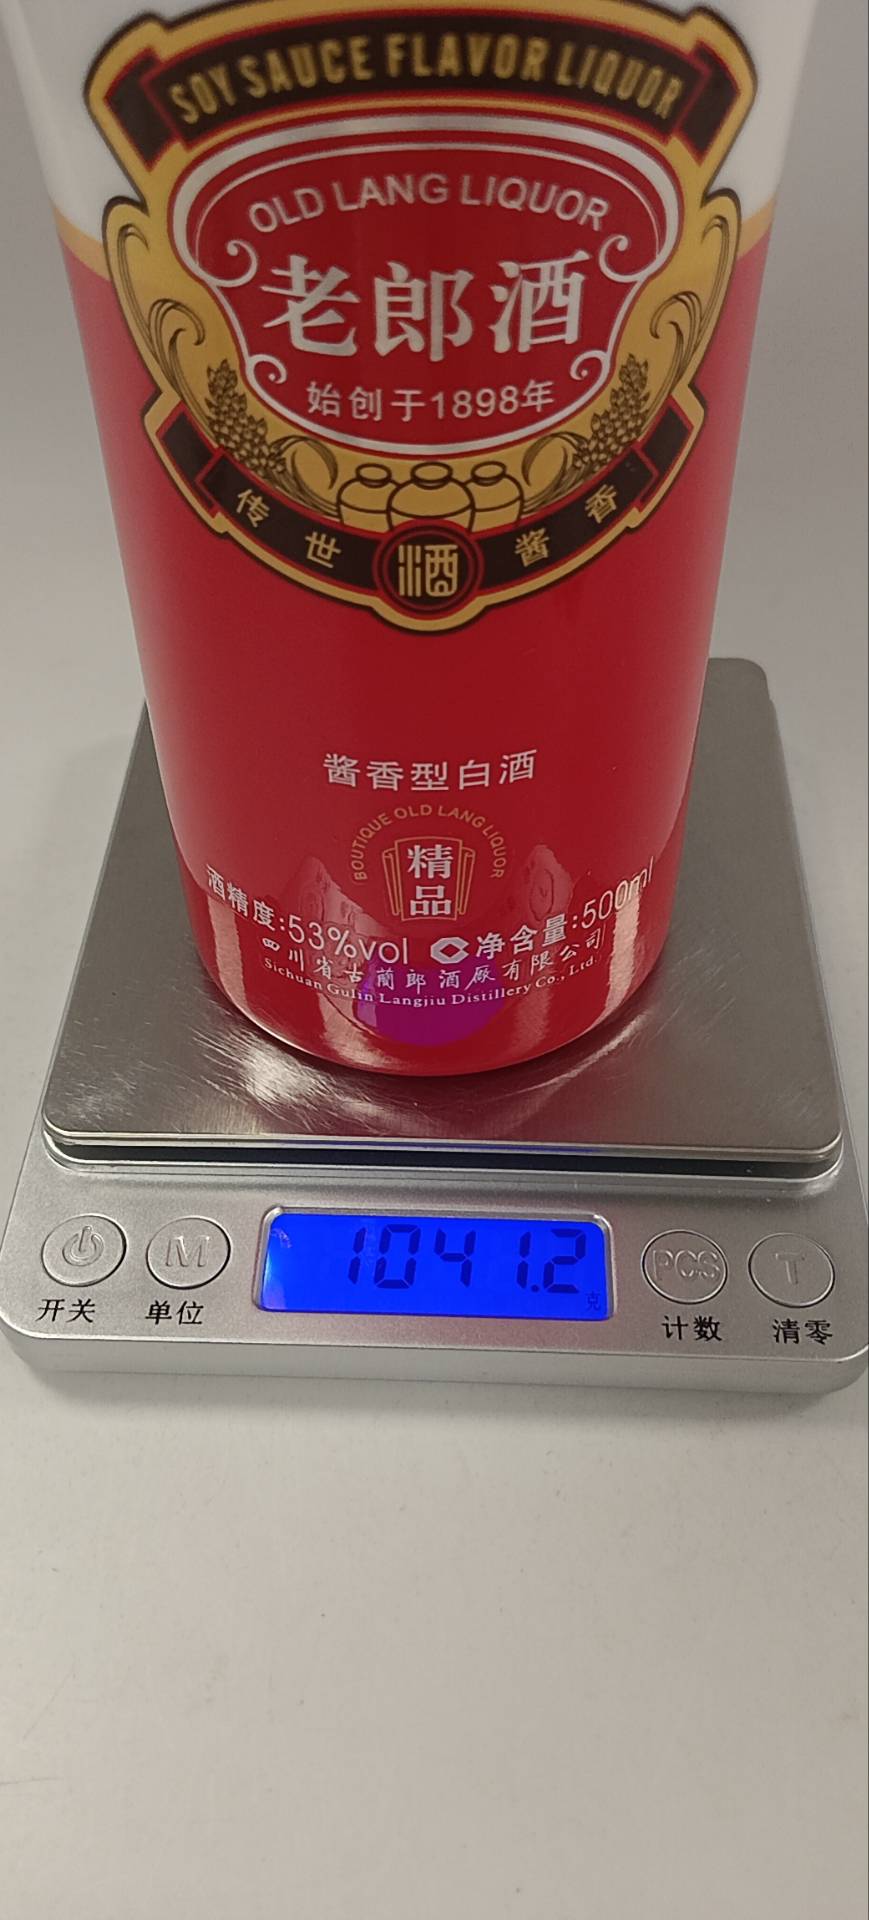 SOY SAUCE FLAVOR LIQUOR
OLD LANG LIQUOR
老郎酒
始创于1898年
传世酒酱香
酱香型白酒
BOUTIQUE OLD LANG LIQUOR
精品
酒精度:53%vol 净含量:500ml
四川省古蔺郎酒厂有限公司
Sichuan Gulin Langjiu Distillery Co., Ltd.
1041.2
克
M PCS T
开关 单位 计数 清零